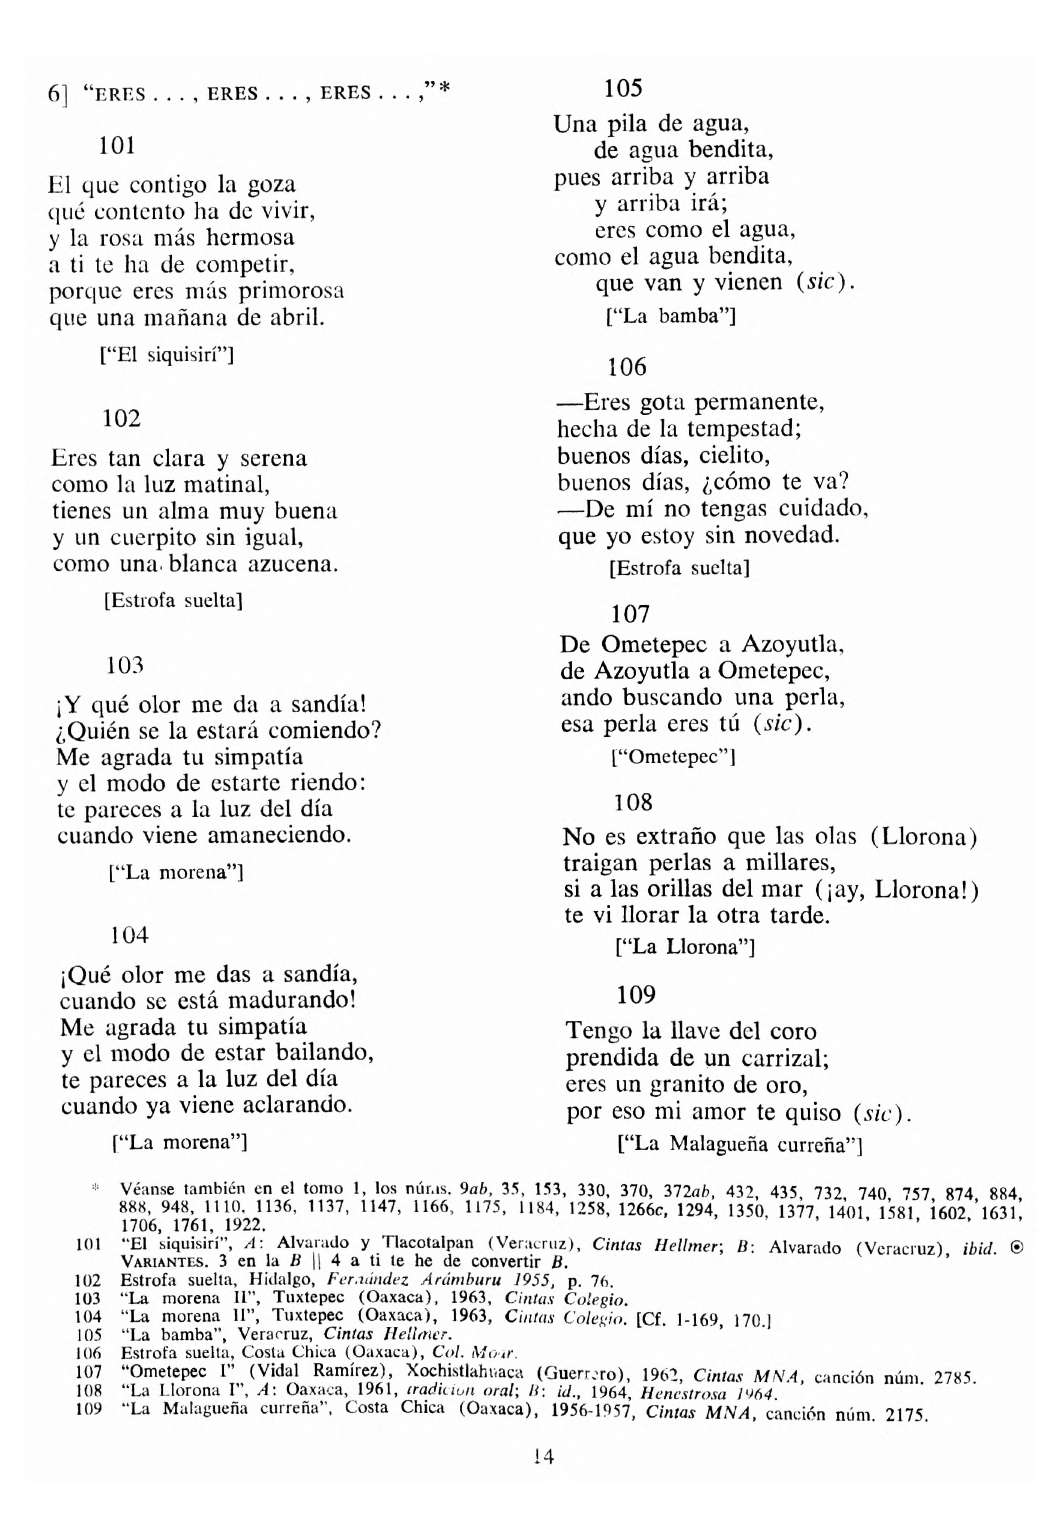 6] “ERES . . . , ERES . . . , ERES . . . ,”*
101
El que contigo la goza
qué contento ha de vivir,
y la rosa más hermosa
a ti te ha de competir,
porque eres más primorosa
que una mañana de abril.
[“El siquisirí”]
102
Eres tan clara y serena
como la luz matinal,
tienes un alma muy buena
y un cuerpito sin igual,
como una blanca azucena.
[Estrofa suelta]
103
¡Y qué olor me da a sandía!
¿Quién se la estará comiendo?
Me agrada tu simpatía
y el modo de estarte riendo:
te pareces a la luz del día
cuando viene amaneciendo.
[“La morena”]
104
¡Qué olor me das a sandía,
cuando se está madurando!
Me agrada tu simpatía
y el modo de estar bailando,
te pareces a la luz del día
cuando ya viene aclarando.
[“La morena”]
105
Una pila de agua,
de agua bendita,
pues arriba y arriba
y arriba irá;
eres como el agua,
como el agua bendita,
que van y vienen (sic).
[“La bamba”]
106
—Eres gota permanente,
hecha de la tempestad;
buenos días, cielito,
buenos días, ¿cómo te va?
—De mí no tengas cuidado,
que yo estoy sin novedad.
[Estrofa suelta]
107
De Ometepec a Azoyutla,
de Azoyutla a Ometepec,
ando buscando una perla,
esa perla eres tú (sic).
[“Ometepec”]
108
No es extraño que las olas (Llorona)
traigan perlas a millares,
si a las orillas del mar (¡ay, Llorona!)
te vi llorar la otra tarde.
[“La Llorona”]
109
Tengo la llave del coro
prendida de un carrizal;
eres un granito de oro,
por eso mi amor te quiso (sic).
[“La Malagueña curreña”]
* Véanse también en el tomo 1, los núms. 9ab, 35, 153, 330, 370, 372ab, 432, 435, 732, 740, 757, 874, 884,
888, 948, 1110, 1136, 1137, 1147, 1166, 1175, 1184, 1258, 1266c, 1294, 1350, 1377, 1401, 1581, 1602, 1631,
1706, 1761, 1922.
101 “El siquisirí”, A: Alvarado y Tlacotalpan (Veracruz), Cintas Hellmer; B: Alvarado (Veracruz), ibid. ⊙
VARIANTES. 3 en la B || 4 a ti te he de convertir B.
102 Estrofa suelta, Hidalgo, Fernández Arámburu 1955, p. 76.
103 “La morena II”, Tuxtepec (Oaxaca), 1963, Cintas Colegio.
104 “La morena II”, Tuxtepec (Oaxaca), 1963, Cintas Colegio. [Cf. 1-169, 170.]
105 “La bamba”, Veracruz, Cintas Hellmer.
106 Estrofa suelta, Costa Chica (Oaxaca), Col.
107 “Ometepec I” (Vidal Ramírez), Xochistlahuaca (Guerrero), 1962, Cintas MNA, canción núm. 2785.
108 “La Llorona I”, A: Oaxaca, 1961, tradición oral; B: id., 1964, Henestrosa 1964.
109 “La Malagueña curreña”, Costa Chica (Oaxaca), 1956-1957, Cintas MNA, canción núm. 2175.
14